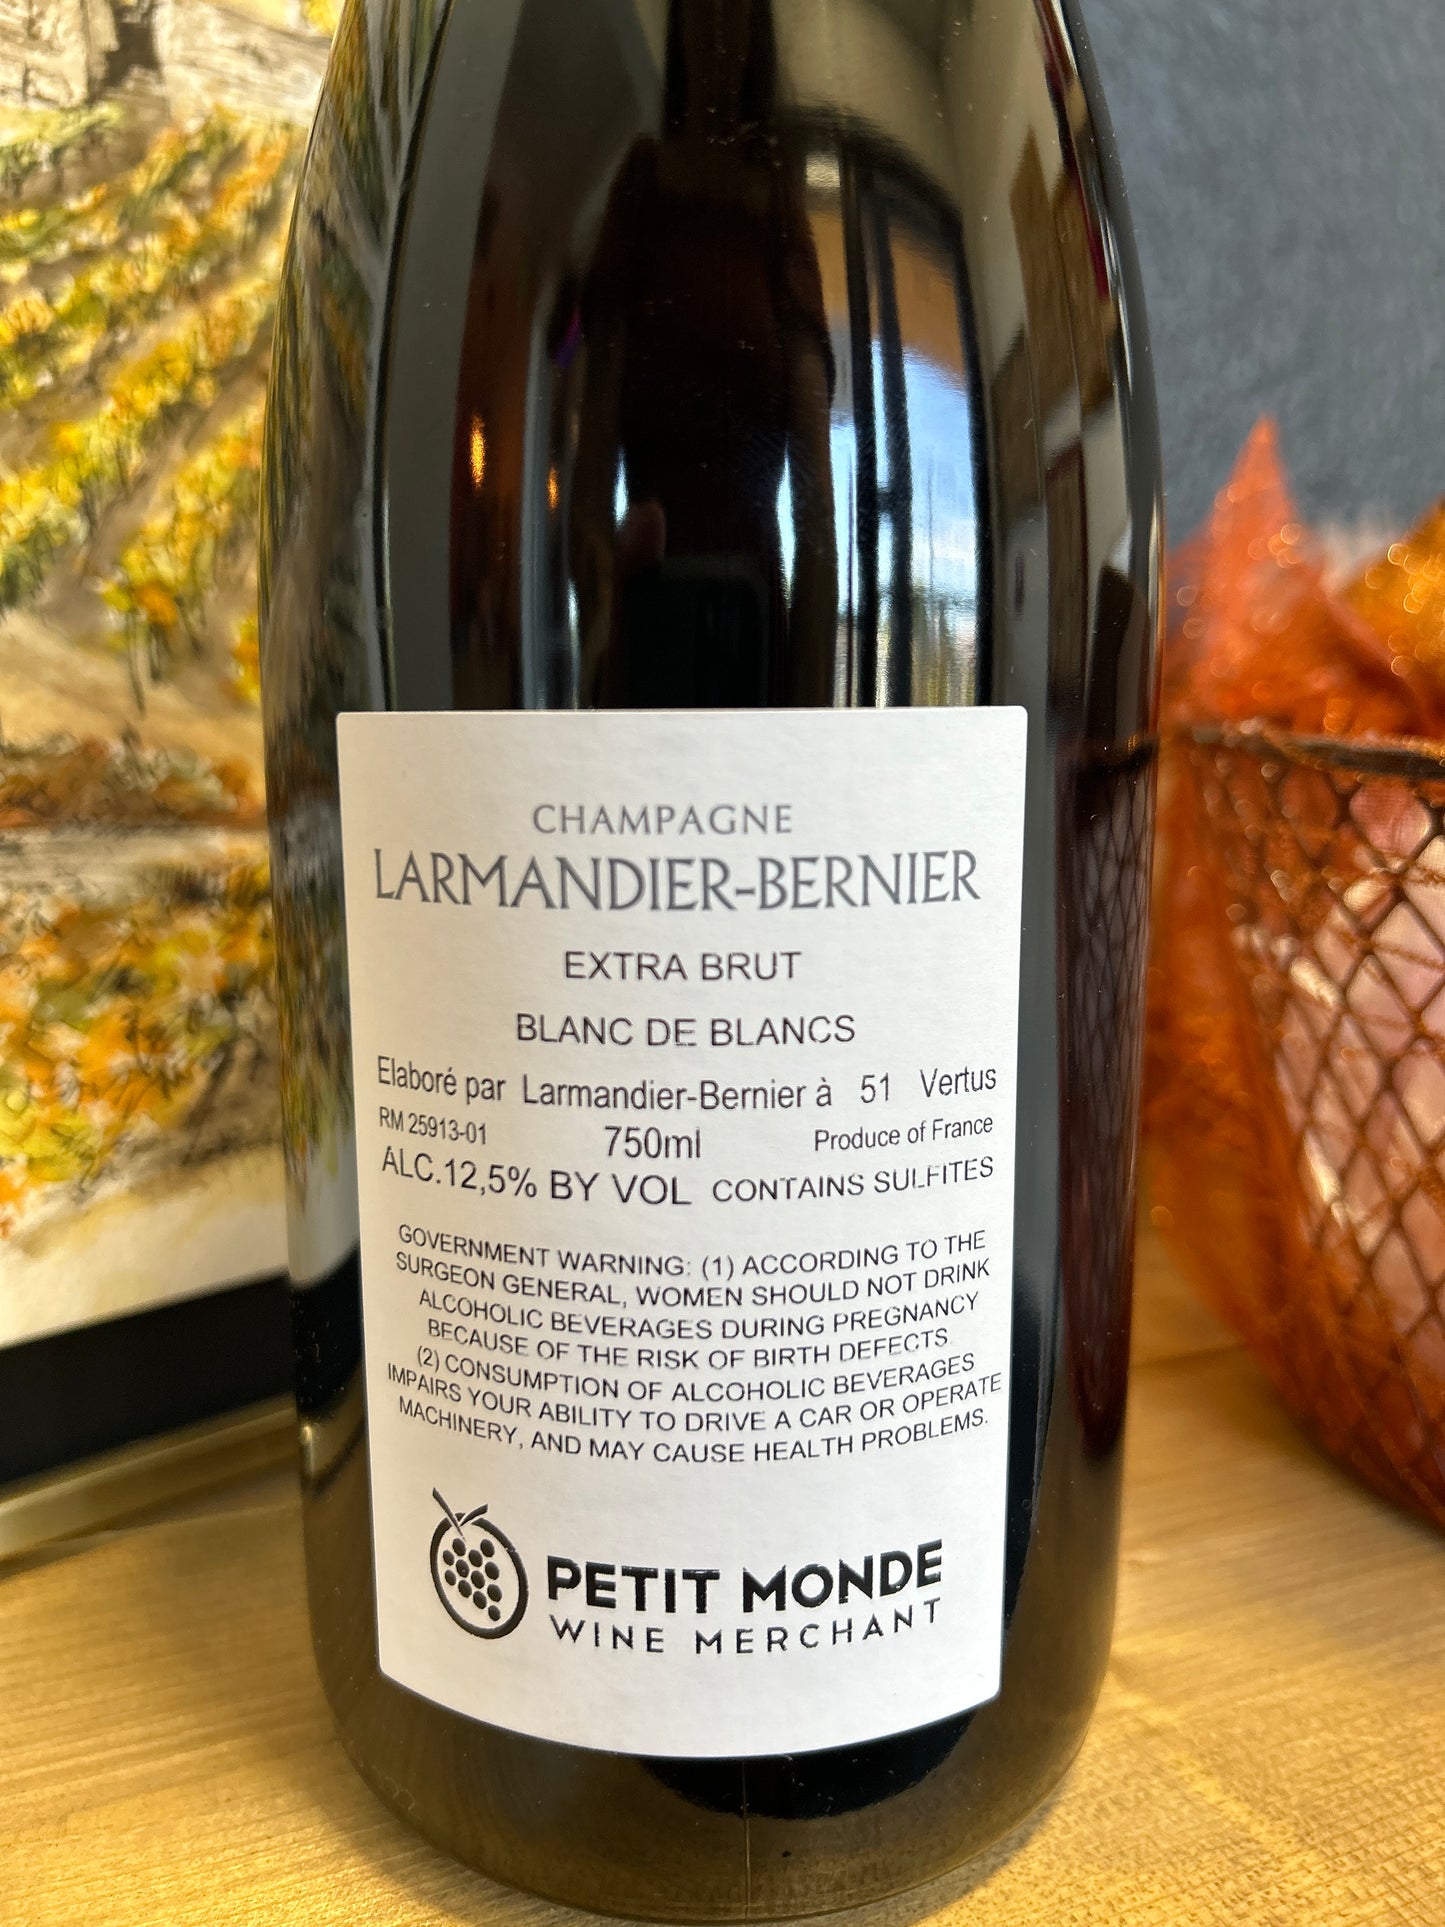 CHAMPAGNE
LARMANDIER-BERNIER
EXTRA BRUT
BLANC DE BLANCS
Elaboré par Larmandier-Bernier à 51 Vertus
RM 25913-01 750ml Produce of France
ALC.12,5% BY VOL CONTAINS SULFITES
GOVERNMENT WARNING: (1) ACCORDING TO THE
SURGEON GENERAL, WOMEN SHOULD NOT DRINK
ALCOHOLIC BEVERAGES DURING PREGNANCY
BECAUSE OF THE RISK OF BIRTH DEFECTS.
(2) CONSUMPTION OF ALCOHOLIC BEVERAGES
IMPAIRS YOUR ABILITY TO DRIVE A CAR OR OPERATE
MACHINERY, AND MAY CAUSE HEALTH PROBLEMS.
PETIT MONDE
WINE MERCHANT